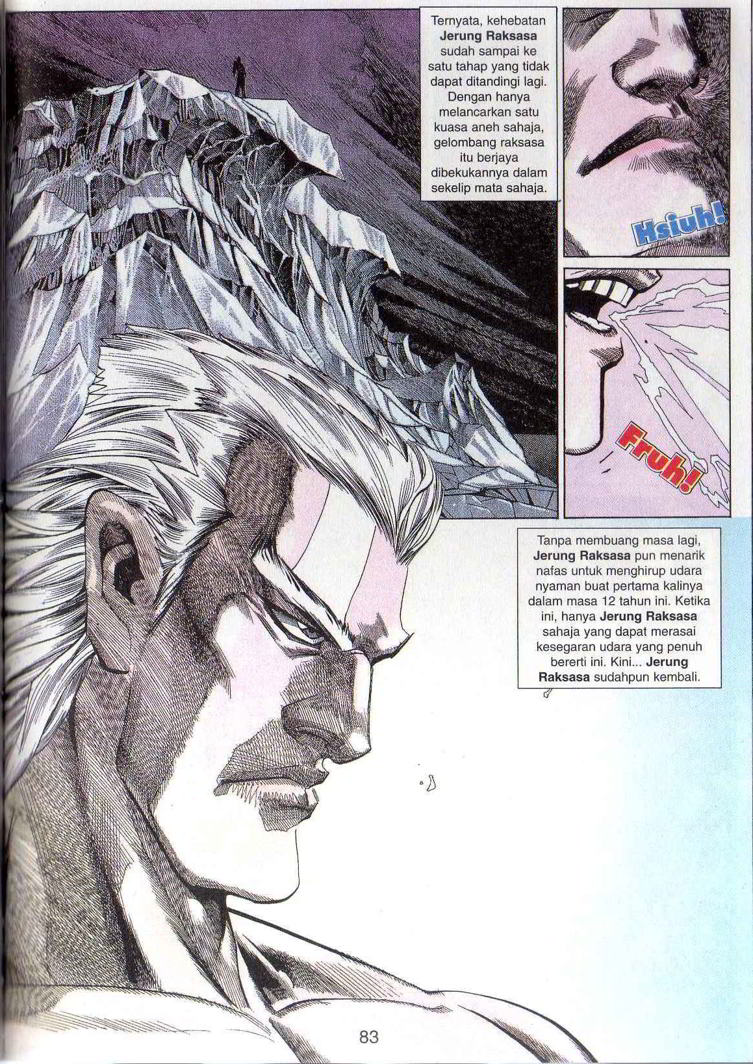 Ternyata, kehebatan
Jerung Raksasa
sudah sampai ke
satu tahap yang tidak
dapat ditandingi lagi.
Dengan hanya
melancarkan satu
kuasa aneh sahaja,
gelombang raksasa
itu berjaya
dibekukannya dalam
sekelip mata sahaja.
Hsiuh!
Fruh!
Tanpa membuang masa lagi,
Jerung Raksasa pun menarik
nafas untuk menghirup udara
nyaman buat pertama kalinya
dalam masa 12 tahun ini. Ketika
ini, hanya Jerung Raksasa
sahaja yang dapat merasai
kesegaran udara yang penuh
bererti ini. Kini... Jerung
Raksasa sudahpun kembali.
83